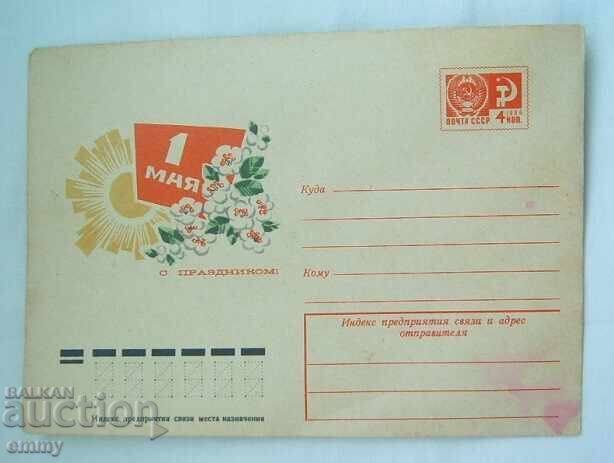 ПОЧТА СССР
1966
4 КОП.
1
МАЯ
С ПРАЗДНИКОМ!
Куда
Кому
Индекс предприятия связи и адрес
отправителя
Индекс предприятия связи места назначения
BALKAN
auction
emmy